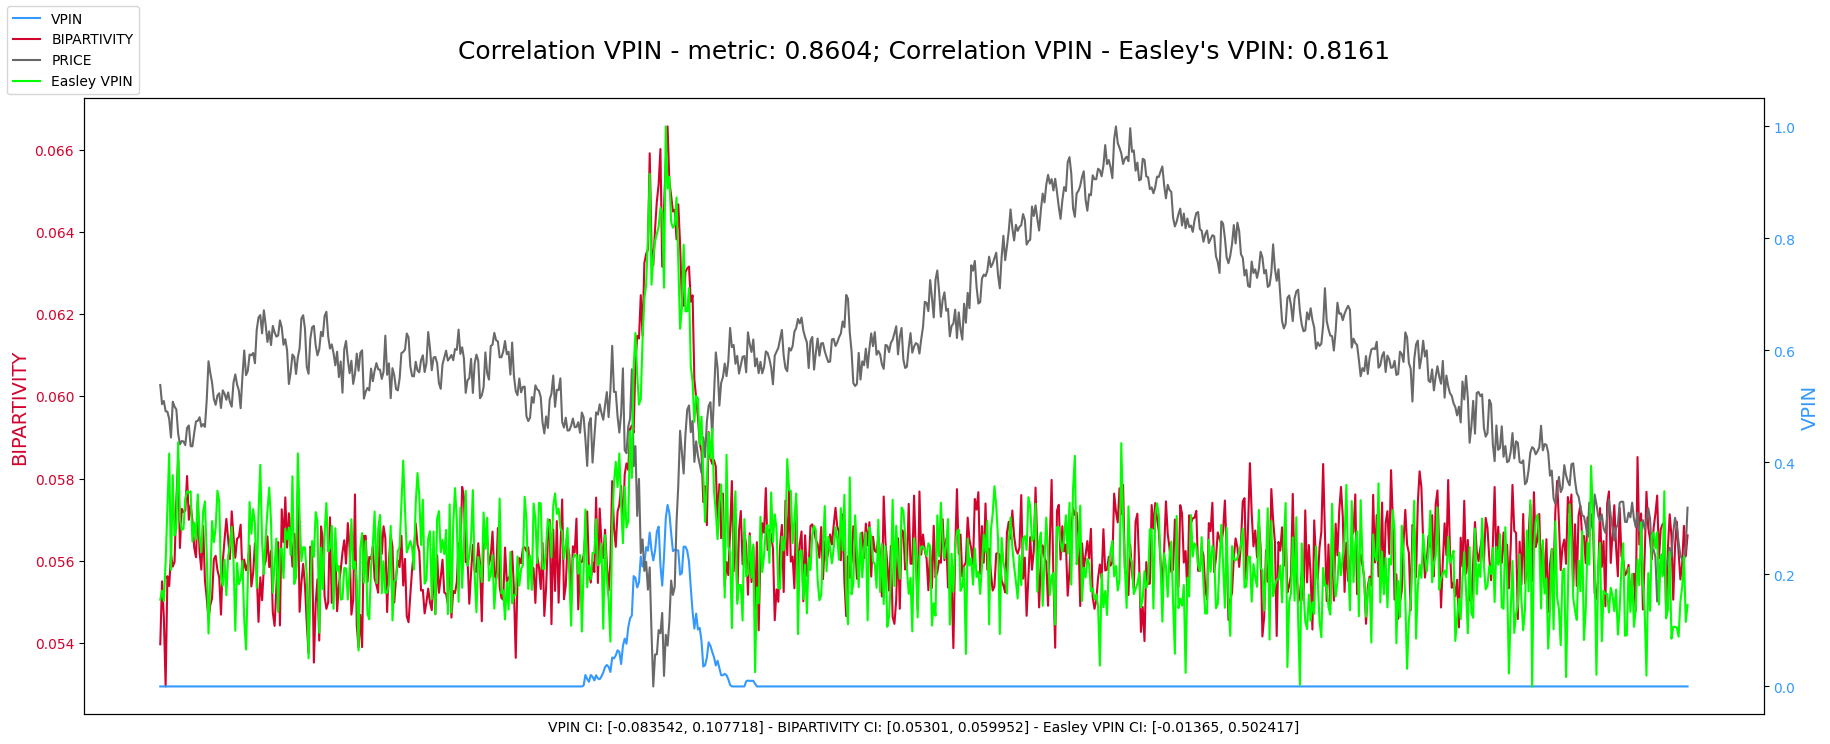 VPIN
BIPARTIVITY
PRICE
Easley VPIN
Correlation VPIN - metric: 0.8604; Correlation VPIN - Easley's VPIN: 0.8161
BIPARTIVITY
0.066
0.064
0.062
0.060
0.058
0.056
0.054
1.0
0.8
0.6
0.4
0.2
0.0
VPIN
VPIN CI: [-0.083542, 0.107718] - BIPARTIVITY CI: [0.05301, 0.059952] - Easley VPIN CI: [-0.01365, 0.502417]